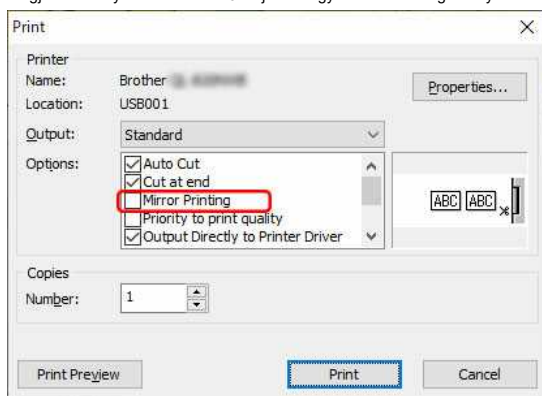 Print
Printer
Name: Brother
Properties...
Location: USB001
Output: Standard
Options: Auto Cut
Cut at end
Mirror Printing
Priority to print quality
Output Directly to Printer Driver
ABC ABC
Copies
Number: 1
Print Preview Print Cancel